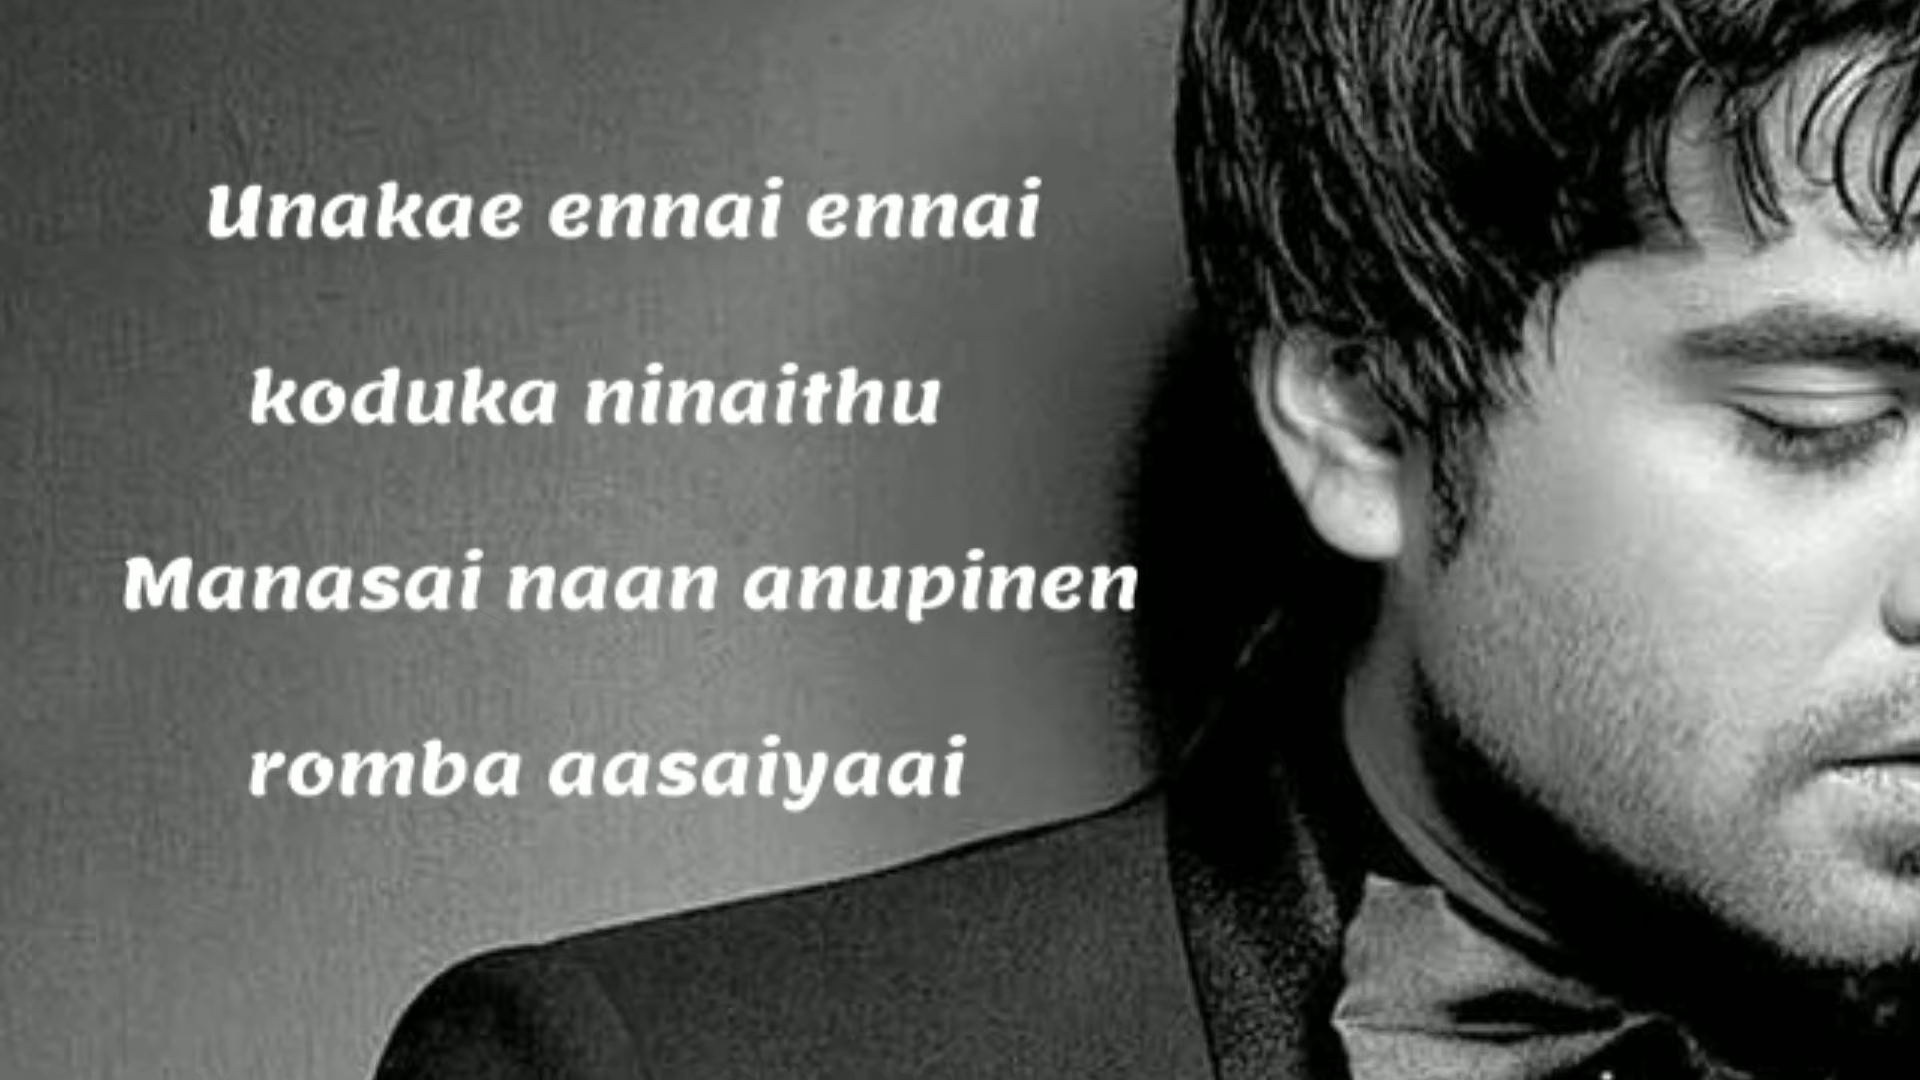 Unakae ennai ennai
koduka ninaithu
Manasai naan anupinen
romba aasaiyaai